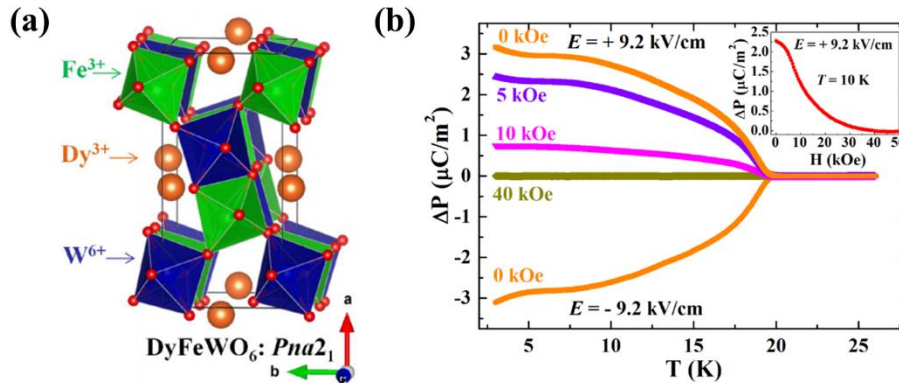 (a)
Fe³⁺
Dy³⁺
W⁶⁺
a
b
c
DyFeWO₆: Pna2₁
(b)
ΔP (μC/m²)
3
2
1
0
-1
-2
-3
0 kOe
E = + 9.2 kV/cm
5 kOe
10 kOe
40 kOe
0 kOe
E = - 9.2 kV/cm
5 10 15 20 25
T (K)
ΔP (μC/m²)
2.5
2.0
1.5
1.0
0.5
0.0
E = + 9.2 kV/cm
T = 10 K
0 10 20 30 40 50
H (kOe)